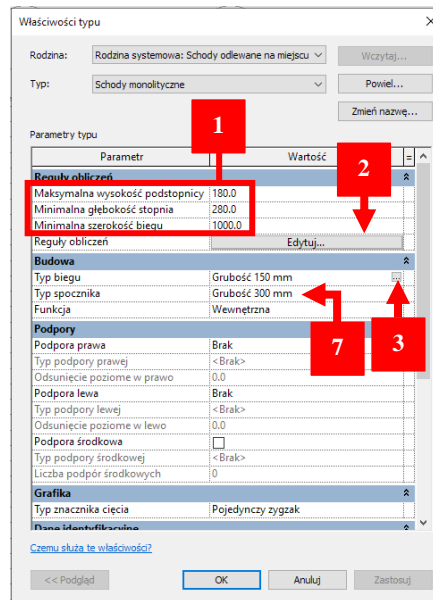 Właściwości typu
Rodzina: Rodzina systemowa: Schody odlewane na miejscu Wczytaj...
Typ: Schody monolityczne Powiel...
Zmień nazwę...
Parametry typu
1
Parametr Wartość =
2
Reguły obliczeń
Maksymalna wysokość podstopnicy 180.0
Minimalna głębokość stopnia 280.0
Minimalna szerokość biegu 1000.0
Reguły obliczeń Edytuj...
Budowa
Typ biegu Grubość 150 mm ...
Typ spocznika Grubość 300 mm
Funkcja Wewnętrzna
7 3
Podpory
Podpora prawa Brak
Typ podpory prawej <Brak>
Odsunięcie poziome w prawo 0.0
Podpora lewa Brak
Typ podpory lewej <Brak>
Odsunięcie poziome w lewo 0.0
Podpora środkowa
Typ podpory środkowej <Brak>
Liczba podpór środkowych 0
Grafika
Typ znacznika cięcia Pojedynczy zygzak
Dane identyfikacyjne
Czemu służą te właściwości?
<< Podgląd OK Anuluj Zastosuj